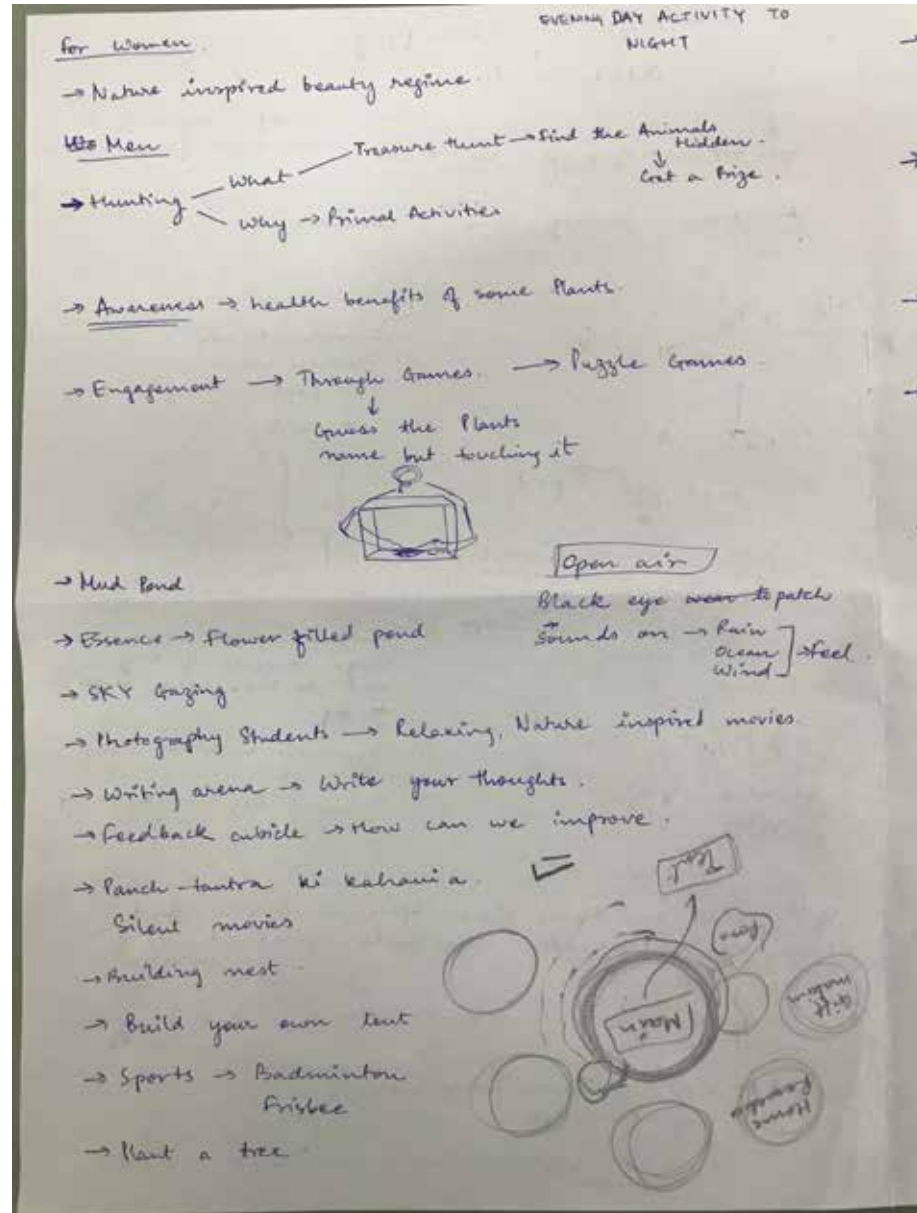 EVENING DAY ACTIVITY TO
NIGHT
for Women.
→ Nature inspired beauty regime.
Men
→ Hunting
What → Treasure Hunt → Find the Animals Hidden.
↓
Get a Prize.
Why → Primal Activities
→ Awareness → health benefits of some Plants.
→ Engagement → Through Games. → Puzzle Games.
↓
Guess the Plants
name but touching it
→ Mud Pond
Open air
Black eye patch
→ Essence → Flower filled pond
Sounds on → Rain
Ocean
Wind
→ Feel.
→ SKY Gazing
→ Photography Students → Relaxing, Nature inspired movies.
→ Writing arena → Write your thoughts.
→ Feedback cubicle → How can we improve.
→ Panch-tantra ki kahania.
Silent movies
→ Building nest.
→ Build your own tent
→ Sports → Badminton
Frisbee
→ Plant a tree.
Tent
Main
Home